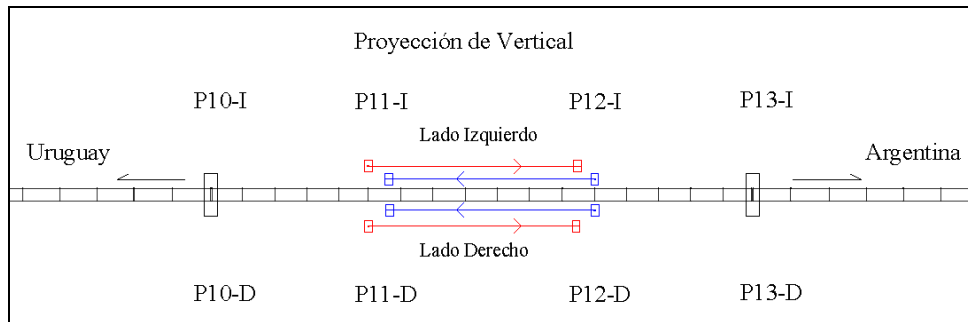 Proyección de Vertical
P10-I P11-I P12-I P13-I
Lado Izquierdo
Uruguay Argentina
Lado Derecho
P10-D P11-D P12-D P13-D